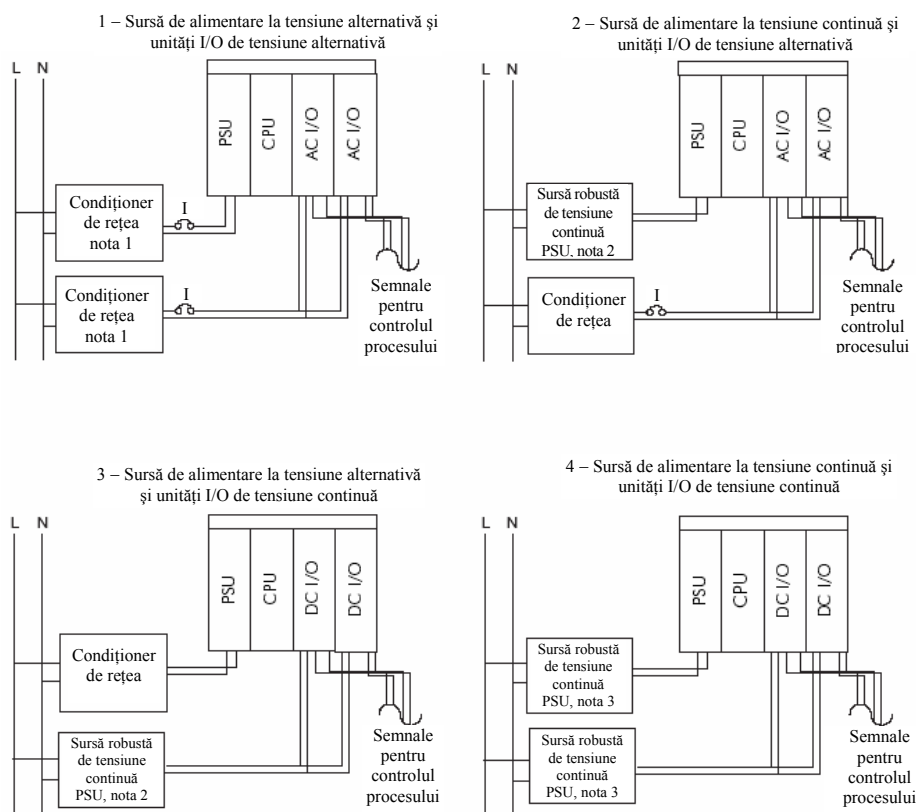 1 – Sursă de alimentare la tensiune alternativă şi
unităţi I/O de tensiune alternativă
L N
PSU
CPU
AC I/O
AC I/O
Condiţioner
de reţea
nota 1
I
Condiţioner
de reţea
nota 1
I
Semnale
pentru
controlul
procesului
2 – Sursă de alimentare la tensiune continuă şi
unităţi I/O de tensiune alternativă
L N
PSU
CPU
AC I/O
AC I/O
Sursă robustă
de tensiune
continuă
PSU, nota 2
Condiţioner
de reţea
I
Semnale
pentru
controlul
procesului
3 – Sursă de alimentare la tensiune alternativă
şi unităţi I/O de tensiune continuă
L N
PSU
CPU
DC I/O
DC I/O
Condiţioner
de reţea
Sursă robustă
de tensiune
continuă
PSU, nota 2
Semnale
pentru
controlul
procesului
4 – Sursă de alimentare la tensiune continuă şi
unităţi I/O de tensiune continuă
L N
PSU
CPU
DC I/O
DC I/O
Sursă robustă
de tensiune
continuă
PSU, nota 3
Sursă robustă
de tensiune
continuă
PSU, nota 3
Semnale
pentru
controlul
procesului